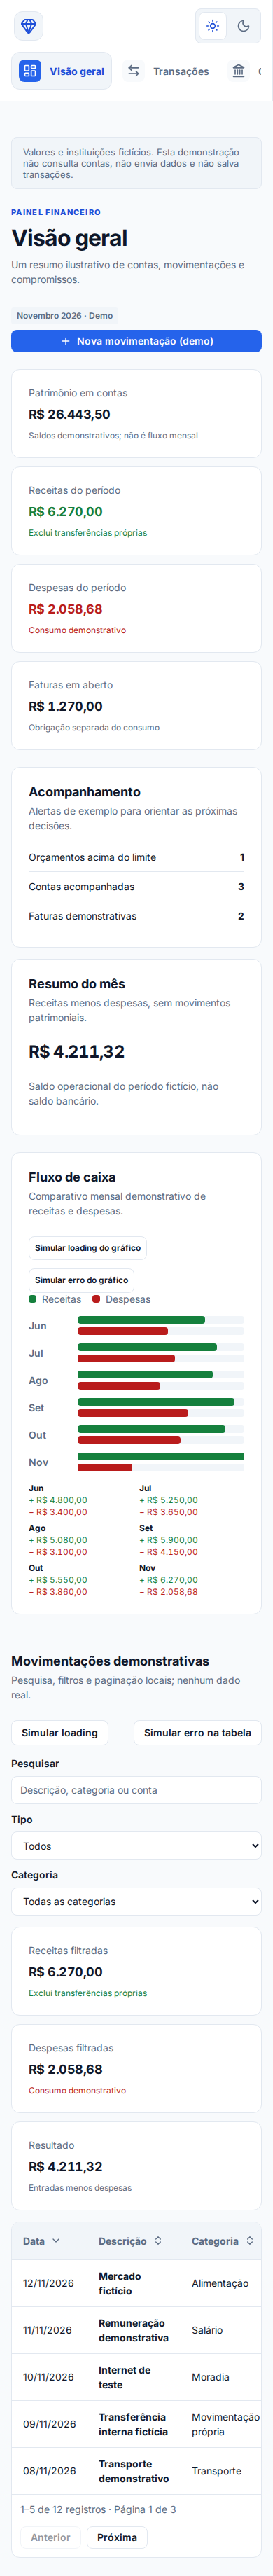 Visão geral
Transações
Valores e instituições fictícios. Esta demonstração
não consulta contas, não envia dados e não salva
transações.
PAINEL FINANCEIRO
Visão geral
Um resumo ilustrativo de contas, movimentações e
compromissos.
Novembro 2026 · Demo
+ Nova movimentação (demo)
Patrimônio em contas
R$ 26.443,50
Saldos demonstrativos; não é fluxo mensal
Receitas do período
R$ 6.270,00
Exclui transferências próprias
Despesas do período
R$ 2.058,68
Consumo demonstrativo
Faturas em aberto
R$ 1.270,00
Obrigação separada do consumo
Acompanhamento
Alertas de exemplo para orientar as próximas
decisões.
Orçamentos acima do limite 1
Contas acompanhadas 3
Faturas demonstrativas 2
Resumo do mês
Receitas menos despesas, sem movimentos
patrimoniais.
R$ 4.211,32
Saldo operacional do período fictício, não
saldo bancário.
Fluxo de caixa
Comparativo mensal demonstrativo de
receitas e despesas.
Simular loading do gráfico
Simular erro do gráfico
Receitas Despesas
Jun
Jul
Ago
Set
Out
Nov
Jun Jul
+ R$ 4.800,00 + R$ 5.250,00
− R$ 3.400,00 − R$ 3.650,00
Ago Set
+ R$ 5.080,00 + R$ 5.900,00
− R$ 3.100,00 − R$ 4.150,00
Out Nov
+ R$ 5.550,00 + R$ 6.270,00
− R$ 3.860,00 − R$ 2.058,68
Movimentações demonstrativas
Pesquisa, filtros e paginação locais; nenhum dado
real.
Simular loading Simular erro na tabela
Pesquisar
Descrição, categoria ou conta
Tipo
Todos
Categoria
Todas as categorias
Receitas filtradas
R$ 6.270,00
Exclui transferências próprias
Despesas filtradas
R$ 2.058,68
Consumo demonstrativo
Resultado
R$ 4.211,32
Entradas menos despesas
Data Descrição Categoria
12/11/2026 Mercado fictício Alimentação
11/11/2026 Remuneração demonstrativa Salário
10/11/2026 Internet de teste Moradia
09/11/2026 Transferência interna fictícia Movimentação própria
08/11/2026 Transporte demonstrativo Transporte
1–5 de 12 registros · Página 1 de 3
Anterior Próxima